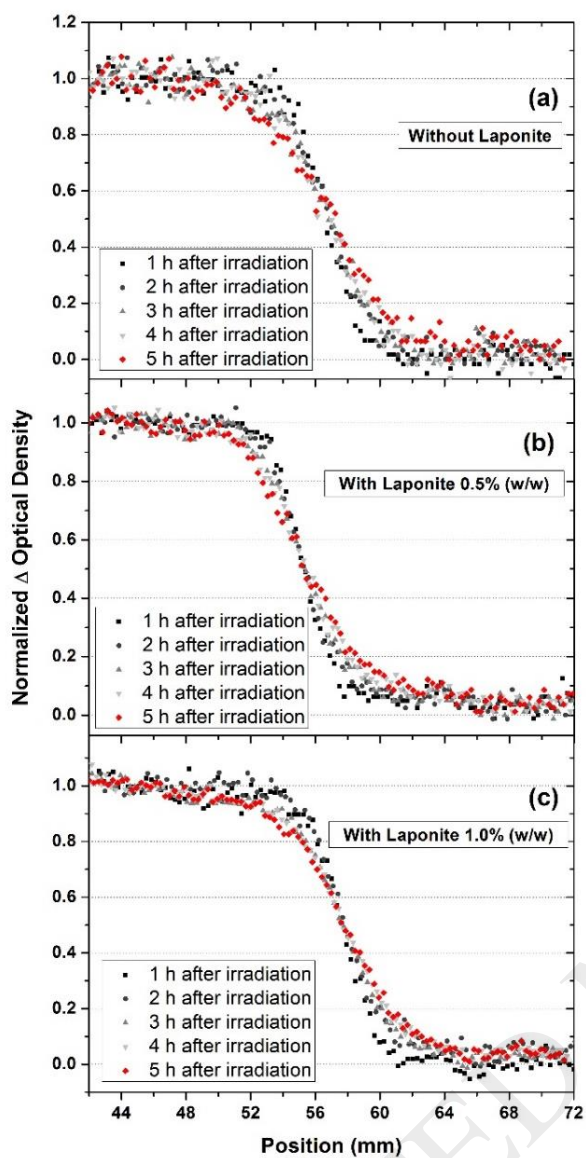 1.2
1.0
0.8
0.6
0.4
0.2
0.0
(a)
Without Laponite
1 h after irradiation
2 h after irradiation
3 h after irradiation
4 h after irradiation
5 h after irradiation
Normalized Δ Optical Density
1.0
0.8
0.6
0.4
0.2
0.0
(b)
With Laponite 0.5% (w/w)
1 h after irradiation
2 h after irradiation
3 h after irradiation
4 h after irradiation
5 h after irradiation
1.0
0.8
0.6
0.4
0.2
0.0
(c)
With Laponite 1.0% (w/w)
1 h after irradiation
2 h after irradiation
3 h after irradiation
4 h after irradiation
5 h after irradiation
44 48 52 56 60 64 68 72
Position (mm)